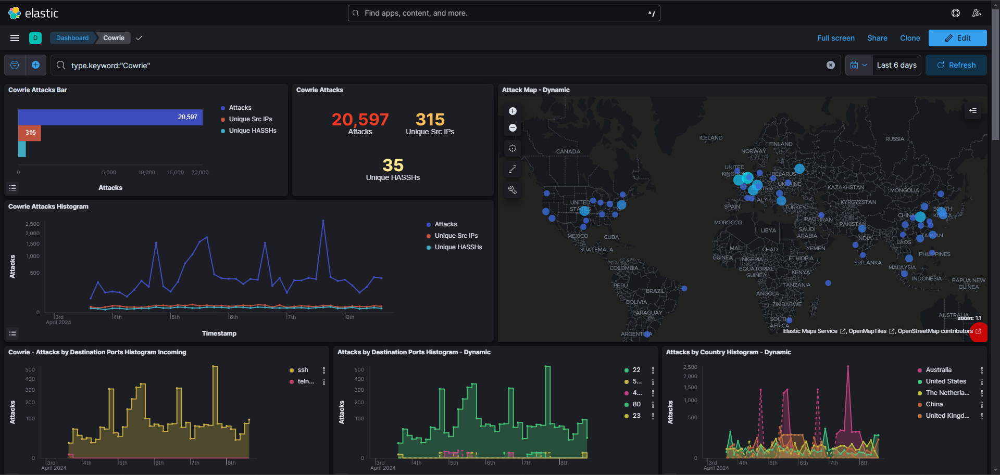 elastic
Find apps, content, and more.
^/
D
Dashboard
Cowrie
Full screen
Share
Clone
Edit
type.keyword:"Cowrie"
Last 6 days
Refresh
Cowrie Attacks Bar
20,597
315
0
5,000
10,000
15,000
20,000
Attacks
Attacks
Unique Src IPs
Unique HASSHs
Cowrie Attacks
20,597
Attacks
315
Unique Src IPs
35
Unique HASSHs
Attack Map - Dynamic
ICELAND
FINLAND
RUSSIA
CANADA
NORWAY
UNITED
KINGDOM
BELARUS
UKRAINE
KAZAKHSTAN
MONGOLIA
UNITED
STATES
SPAIN
ITALY
TURKEY
KYRGYZSTAN
CHINA
SOUTH
KOREA
MOROCCO
LIBYA
IRAQ
IRAN
PAKISTAN
SAUDI
ARABIA
MEXICO
CUBA
INDIA
LAOS
TAIWAN
GUATEMALA
MALI
CHAD
YEMEN
GUINEA
NIGERIA
ETHIOPIA
PHILIPPINES
SRI LANKA
MALAYSIA
COLOMBIA
EQUATORIAL
GUINEA
KENYA
INDONESIA
PAPUA NEW
GUINEA
PERU
BRAZIL
TANZANIA
ANGOLA
BOLIVIA
ZIMBABWE
PARAGUAY
SOUTH
AFRICA
AUSTRALIA
ARGENTINA
zoom: 1.1
Elastic Maps Service , OpenMapTiles , OpenStreetMap contributors
Cowrie Attacks Histogram
Attacks
2,500
2,000
1,500
1,000
500
0
3rd
April 2024
4th
5th
6th
7th
8th
Timestamp
Attacks
Unique Src IPs
Unique HASSHs
Cowrie - Attacks by Destination Ports Histogram Incoming
Attacks
500
400
300
200
100
0
3rd
April 2024
4th
5th
6th
7th
8th
ssh
teln...
Attacks by Destination Ports Histogram - Dynamic
Attacks
500
400
300
200
100
0
3rd
April 2024
4th
5th
6th
7th
8th
22
5...
4...
80
23
Attacks by Country Histogram - Dynamic
Attacks
2,500
2,000
1,500
1,000
500
0
3rd
April 2024
4th
5th
6th
7th
8th
Australia
United States
The Netherla...
China
United Kingd...